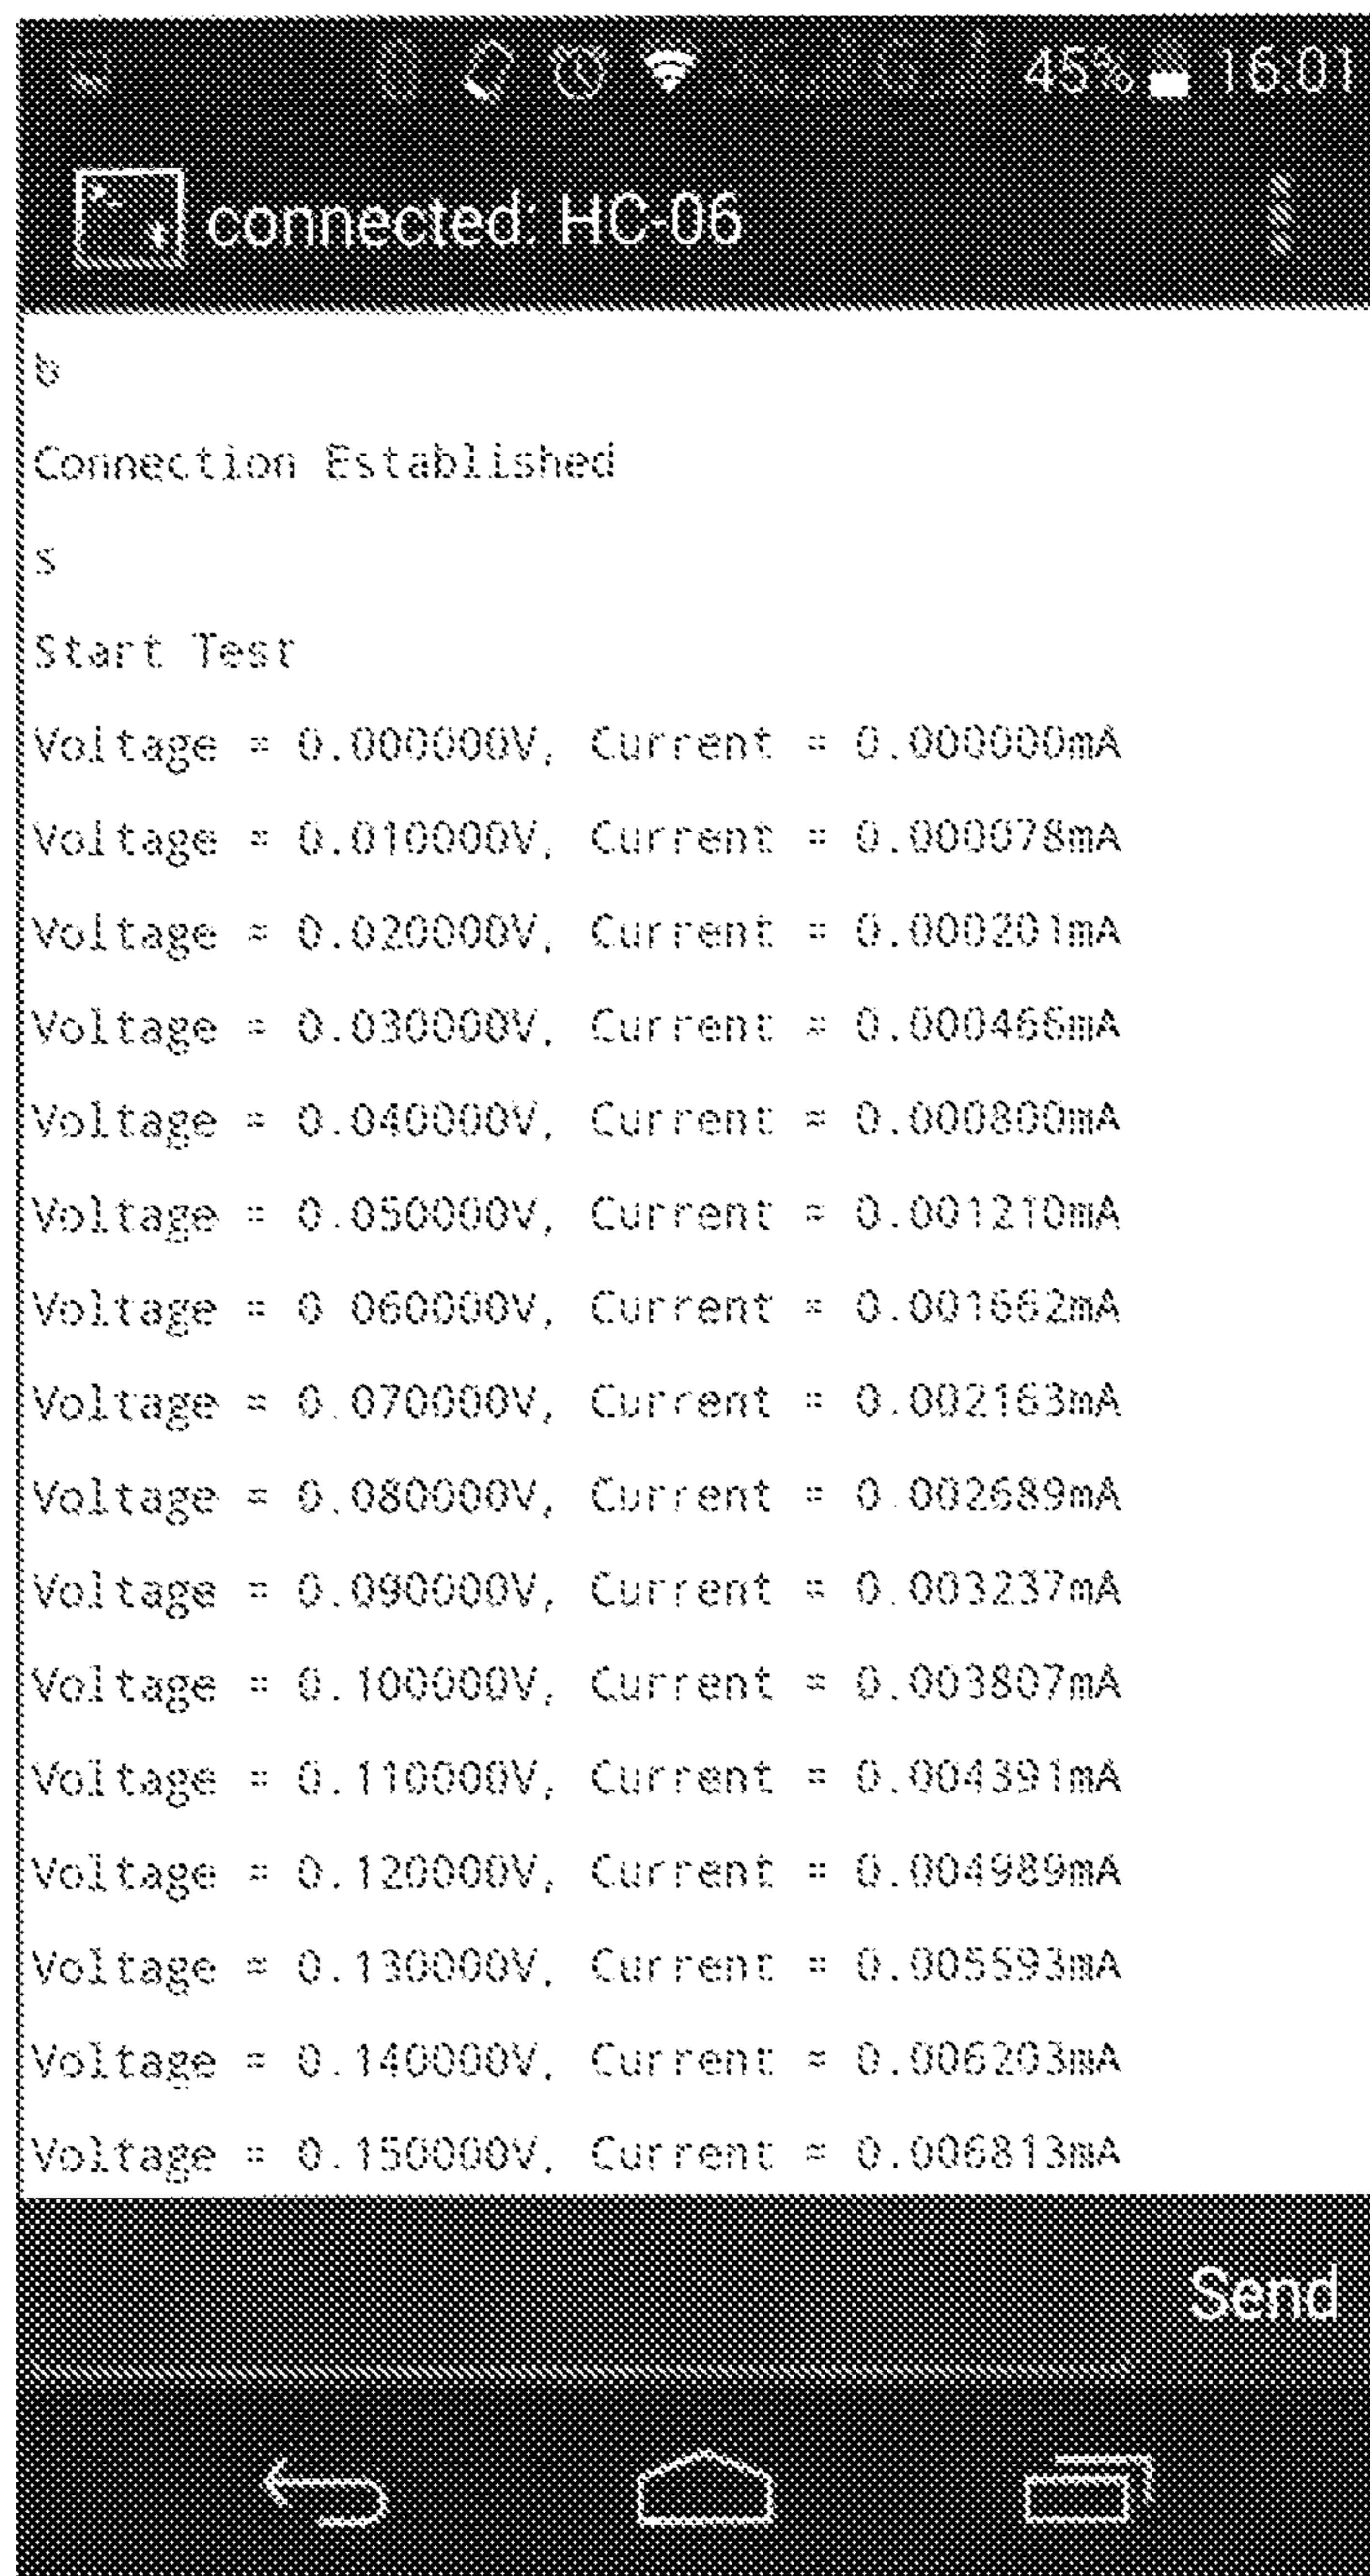 45% 16:01
connected: HC-06
b
Connection Established
s
Start Test
Voltage = 0.000000V, Current = 0.000000mA
Voltage = 0.010000V, Current = 0.000078mA
Voltage = 0.020000V, Current = 0.000201mA
Voltage = 0.030000V, Current = 0.000466mA
Voltage = 0.040000V, Current = 0.000800mA
Voltage = 0.050000V, Current = 0.001210mA
Voltage = 0.060000V, Current = 0.001662mA
Voltage = 0.070000V, Current = 0.002163mA
Voltage = 0.080000V, Current = 0.002689mA
Voltage = 0.090000V, Current = 0.003237mA
Voltage = 0.100000V, Current = 0.003807mA
Voltage = 0.110000V, Current = 0.004391mA
Voltage = 0.120000V, Current = 0.004989mA
Voltage = 0.130000V, Current = 0.005593mA
Voltage = 0.140000V, Current = 0.006203mA
Voltage = 0.150000V, Current = 0.006813mA
Send